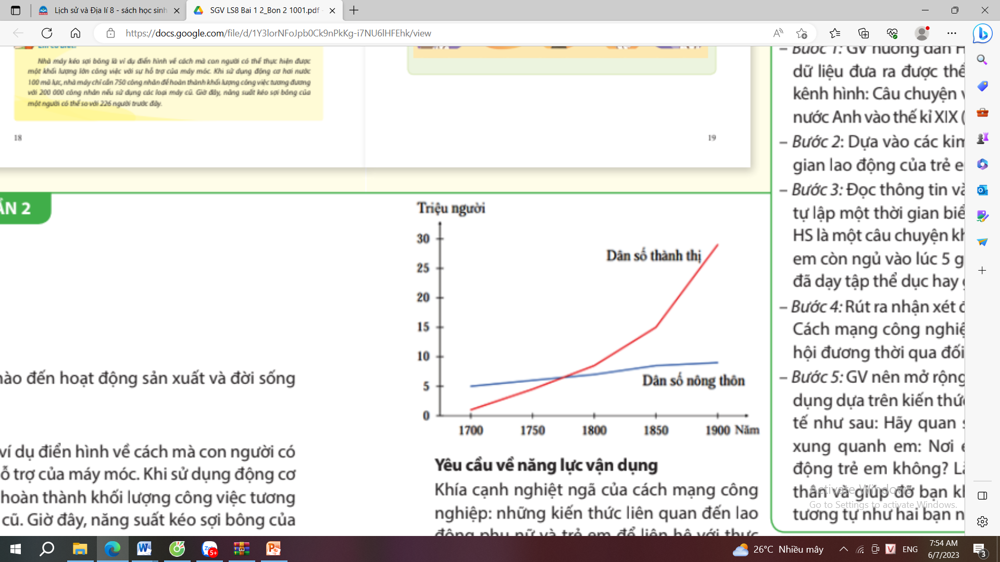 Lịch sử và Địa lí 8 - sách học sinh
SGV LS8 Bai 1 2_Bon 2 1001.pdf -
https://docs.google.com/file/d/1Y3lorNFoJpb0Ck9nPkKg-i7NU6lHFEhk/view
Nhà máy kéo sợi bông là ví dụ điển hình về cách mà con người có thể thực hiện được
một khối lượng lớn công việc với sự hỗ trợ của máy móc. Khi sử dụng động cơ hơi nước
100 mã lực, nhà máy chỉ cần 750 công nhân để hoàn thành khối lượng công việc tương đương
với 200 000 công nhân nếu sử dụng các loại máy cũ. Giờ đây, năng suất kéo sợi bông của
một người có thể so với 226 người trước đây.
18
19
ẦN 2
nào đến hoạt động sản xuất và đời sống
ví dụ điển hình về cách mà con người có
ỗ trợ của máy móc. Khi sử dụng động cơ
hoàn thành khối lượng công việc tương
cũ. Giờ đây, năng suất kéo sợi bông của
Triệu người
30
25
20
15
10
5
0
Dân số thành thị
Dân số nông thôn
1700 1750 1800 1850 1900 Năm
Yêu cầu về năng lực vận dụng
Khía cạnh nghiệt ngã của cách mạng công
nghiệp: những kiến thức liên quan đến lao
động phụ nữ và trẻ em để liên hệ với thực
– Bước 1: GV hướng dẫn H
dữ liệu đưa ra được thể
kênh hình: Câu chuyện v
nước Anh vào thế kỉ XIX (
– Bước 2: Dựa vào các kim
gian lao động của trẻ e
– Bước 3: Đọc thông tin và
tự lập một thời gian biể
HS là một câu chuyện kh
em còn ngủ vào lúc 5 g
đã dạy tập thể dục hay
– Bước 4: Rút ra nhận xét
Cách mạng công nghiệ
hội đương thời qua đối
– Bước 5: GV nên mở rộng
dụng dựa trên kiến thức
tế như sau: Hãy quan s
xung quanh em: Nơi
động trẻ em không? Là
thân và giúp đỡ bạn kh
tương tự như hai bạn n
Activate Windows
Go to Settings to activate Windows.
5+
26°C Nhiều mây
ENG
7:54 AM
6/7/2023
3